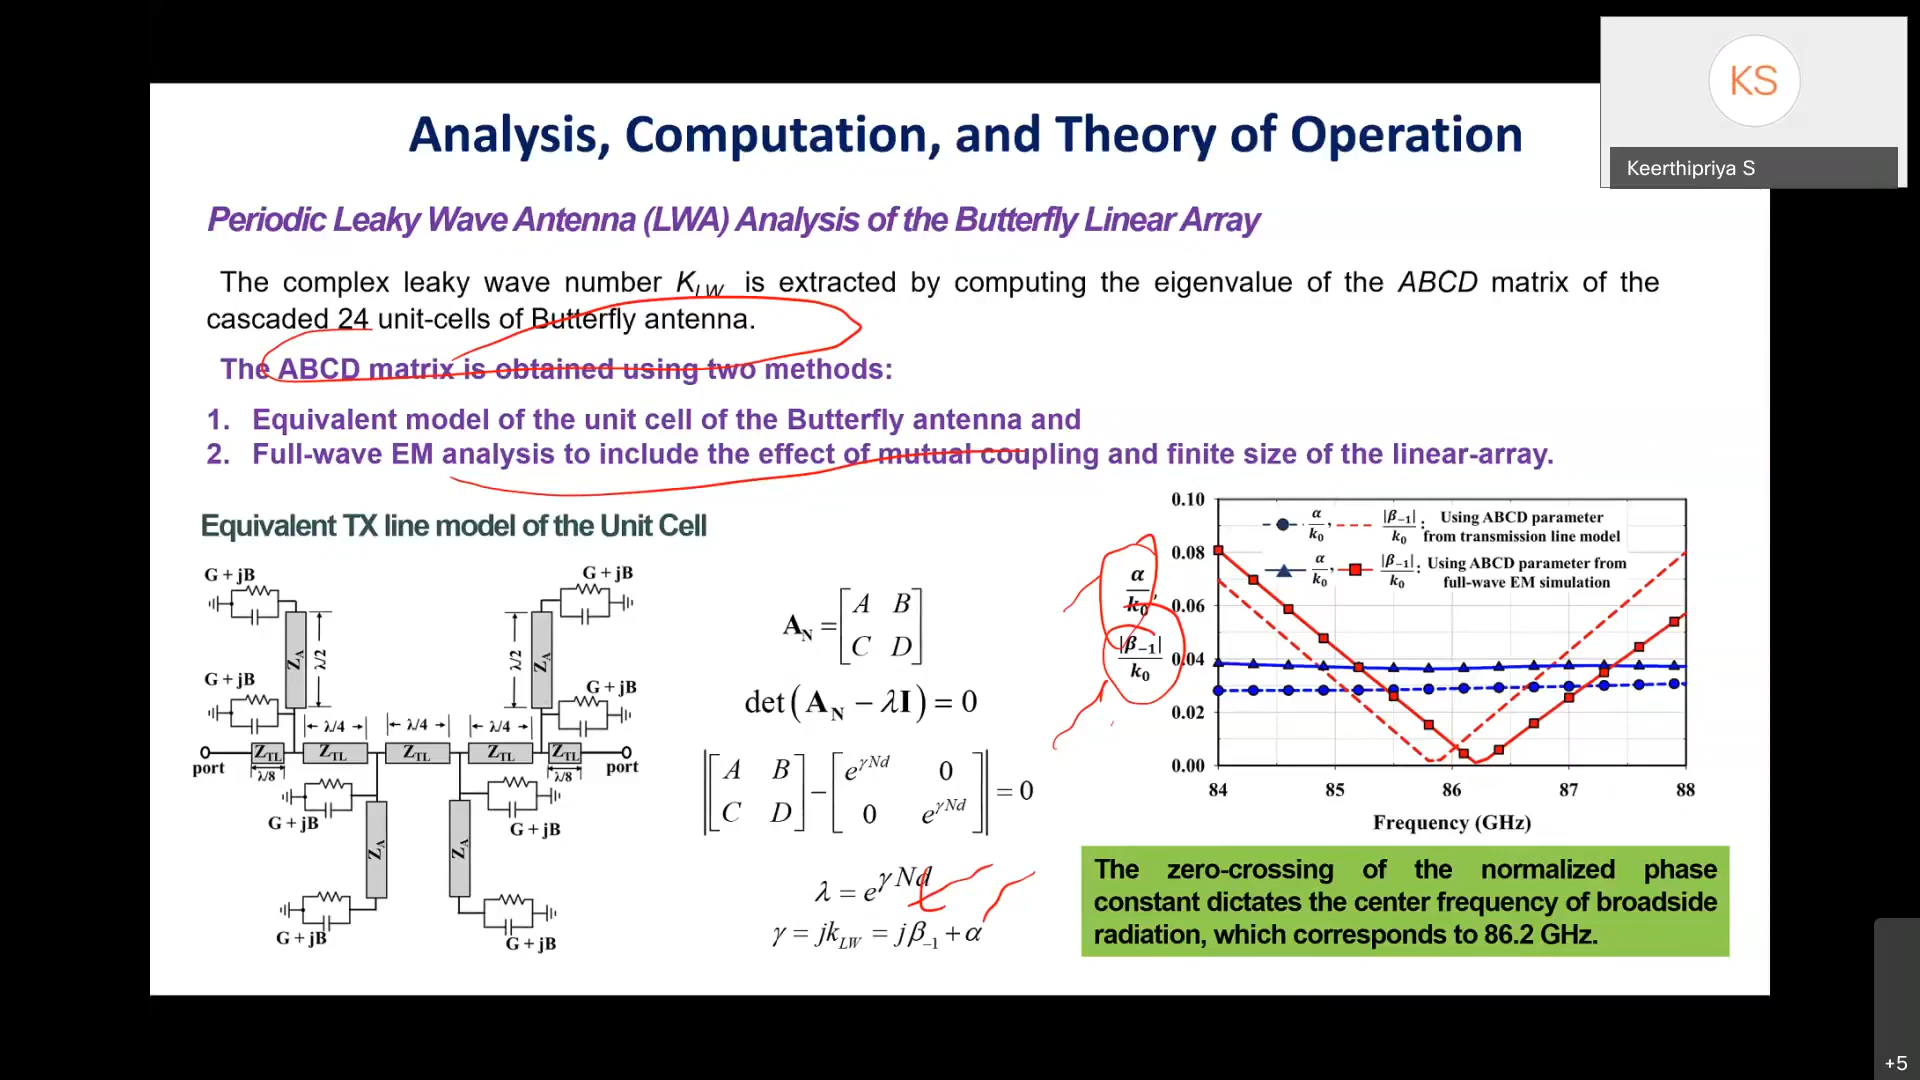 KS
Keerthipriya S
Analysis, Computation, and Theory of Operation
Periodic Leaky Wave Antenna (LWA) Analysis of the Butterfly Linear Array
The complex leaky wave number K_LW is extracted by computing the eigenvalue of the ABCD matrix of the
cascaded 24 unit-cells of Butterfly antenna.
The ABCD matrix is obtained using two methods:
1. Equivalent model of the unit cell of the Butterfly antenna and
2. Full-wave EM analysis to include the effect of mutual coupling and finite size of the linear-array.
Equivalent TX line model of the Unit Cell
G + jB
G + jB
Z_A
λ/2
λ/2
Z_A
G + jB
G + jB
λ/4
λ/4
λ/4
port
Z_TL
Z_TL
Z_TL
Z_TL
Z_TL
port
λ/8
λ/8
G + jB
G + jB
Z_A
Z_A
G + jB
G + jB
A_N = [A B
C D]
det(A_N − λI) = 0
|[A B
C D] − [e^γNd 0
0 e^γNd]| = 0
λ = e^γNd
γ = jk_LW = jβ_−1 + α
α/k_0,
|β_−1|/k_0
0.10
0.08
0.06
0.04
0.02
0.00
α/k_0, |β_−1|/k_0 : Using ABCD parameter
from transmission line model
α/k_0, |β_−1|/k_0 : Using ABCD parameter from
full-wave EM simulation
84 85 86 87 88
Frequency (GHz)
The zero-crossing of the normalized phase
constant dictates the center frequency of broadside
radiation, which corresponds to 86.2 GHz.
+5